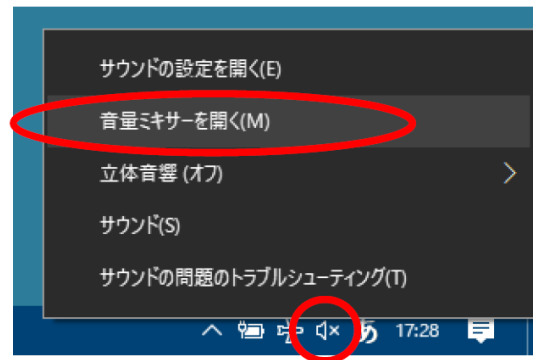 サウンドの設定を開く(E)
音量ミキサーを開く(M)
立体音響 (オフ)
サウンド(S)
サウンドの問題のトラブルシューティング(T)
あ 17:28